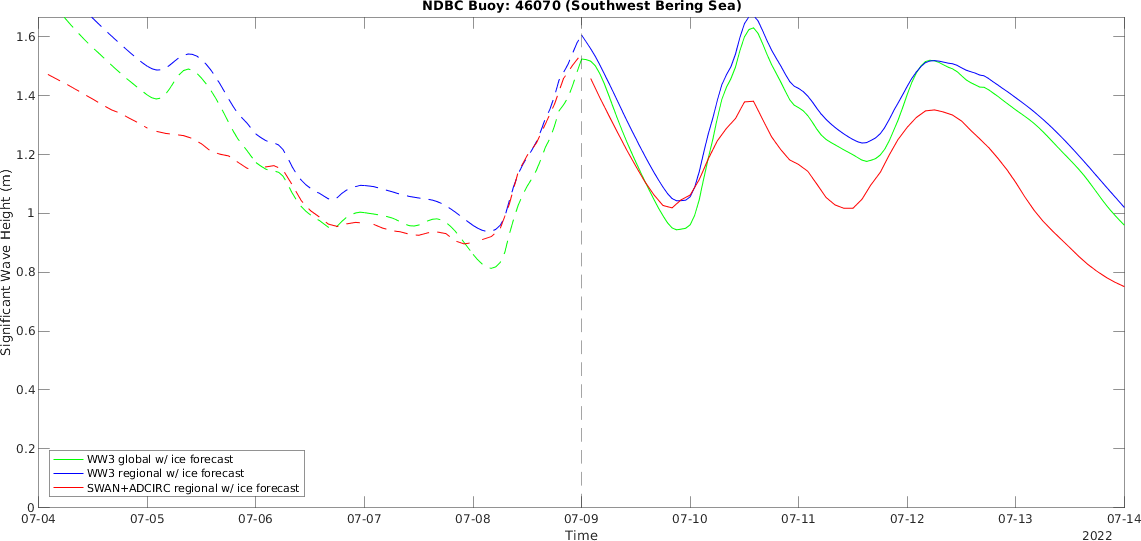 NDBC Buoy: 46070 (Southwest Bering Sea)
Significant Wave Height (m)
1.6
1.4
1.2
1
0.8
0.6
0.4
0.2
0
WW3 global w/ ice forecast
WW3 regional w/ ice forecast
SWAN+ADCIRC regional w/ ice forecast
07-04 07-05 07-06 07-07 07-08 07-09 07-10 07-11 07-12 07-13 07-14
Time
2022